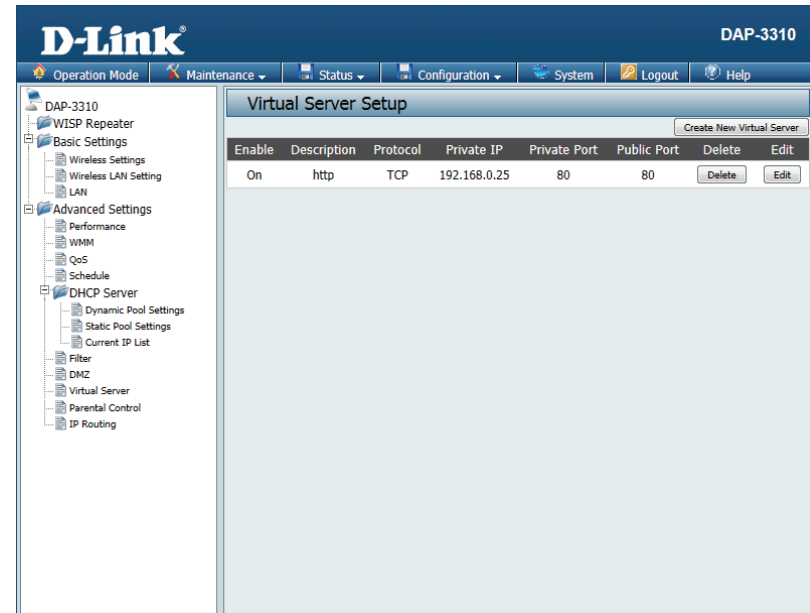 D-Link®
DAP-3310
Operation Mode Maintenance Status Configuration System Logout Help
DAP-3310
WISP Repeater
Basic Settings
Wireless Settings
Wireless LAN Setting
LAN
Advanced Settings
Performance
WMM
QoS
Schedule
DHCP Server
Dynamic Pool Settings
Static Pool Settings
Current IP List
Filter
DMZ
Virtual Server
Parental Control
IP Routing
Virtual Server Setup
Create New Virtual Server
Enable Description Protocol Private IP Private Port Public Port Delete Edit
On http TCP 192.168.0.25 80 80 Delete Edit